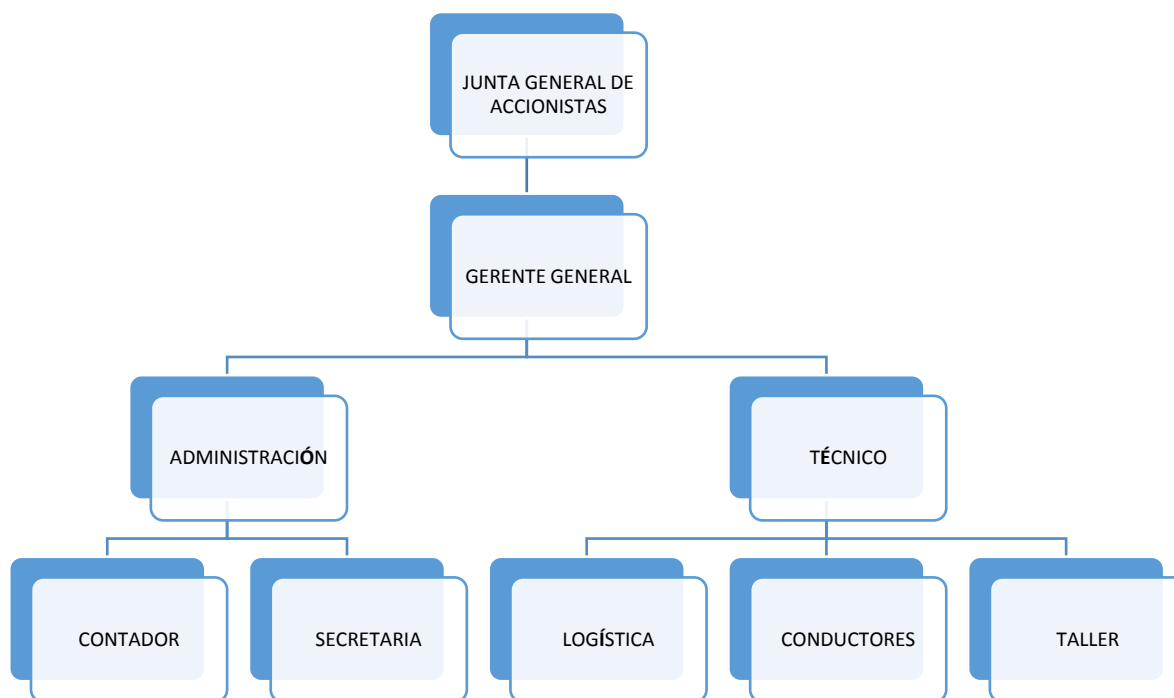 JUNTA GENERAL DE
ACCIONISTAS
GERENTE GENERAL
ADMINISTRACIÓN
TÉCNICO
CONTADOR
SECRETARIA
LOGÍSTICA
CONDUCTORES
TALLER